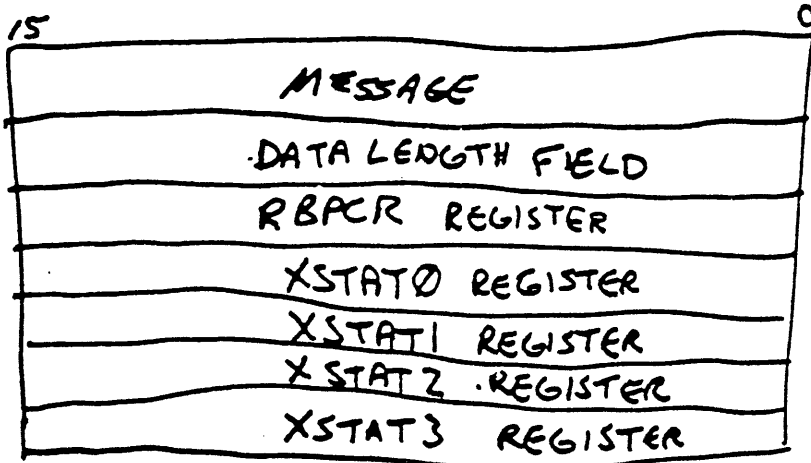 15 0
MESSAGE
DATA LENGTH FIELD
RBPCR REGISTER
XSTAT0 REGISTER
XSTAT1 REGISTER
XSTAT2 REGISTER
XSTAT3 REGISTER